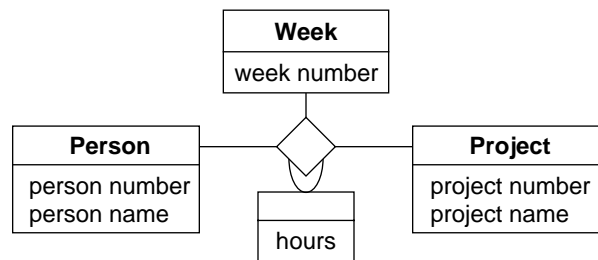 Week
week number
Person
person number
person name
Project
project number
project name
hours